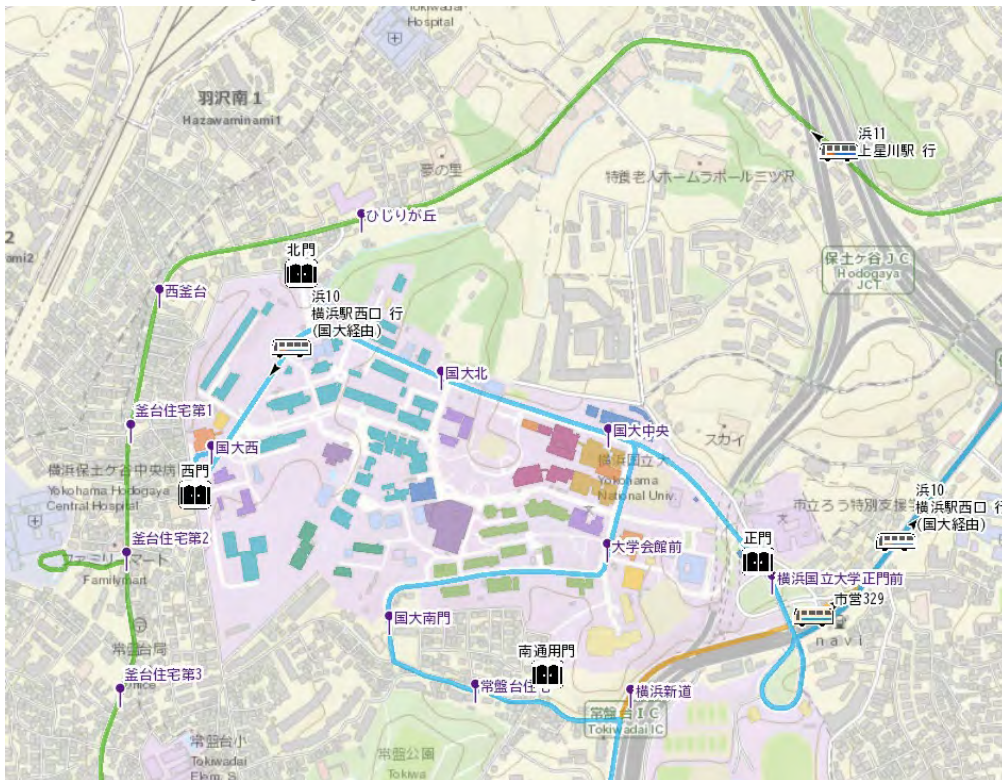 Tokiwadai
Hospital
羽沢南1
Hazawaminami1
浜11
上星川駅 行
夢の里
特養老人ホームラポール三ツ沢
ひじりが丘
2
ami2
北門
保土ケ谷JC
Hodogaya
JCT
西釜台
浜10
横浜駅西口 行
(国大経由)
国大北
釜台住宅第1
国大中央
スカイ
国大西
横浜国立大
Yokohama
National Univ.
横浜保土ケ谷中央病
Yokohama Hodogaya
Central Hospital
西門
浜10
横浜駅西口 行
(国大経由)
市立ろう特別支援学
釜台住宅第2
ファミリーマート
Familymart
大学会館前
正門
横浜国立大学正門前
市営329
国大南門
navi
常盤台局
南通用門
釜台住宅第3
常盤台住宅
横浜新道
常盤台IC
Tokiwadai IC
常盤台小
Tokiwadai
Elem. S.
常盤公園
Tokiwa